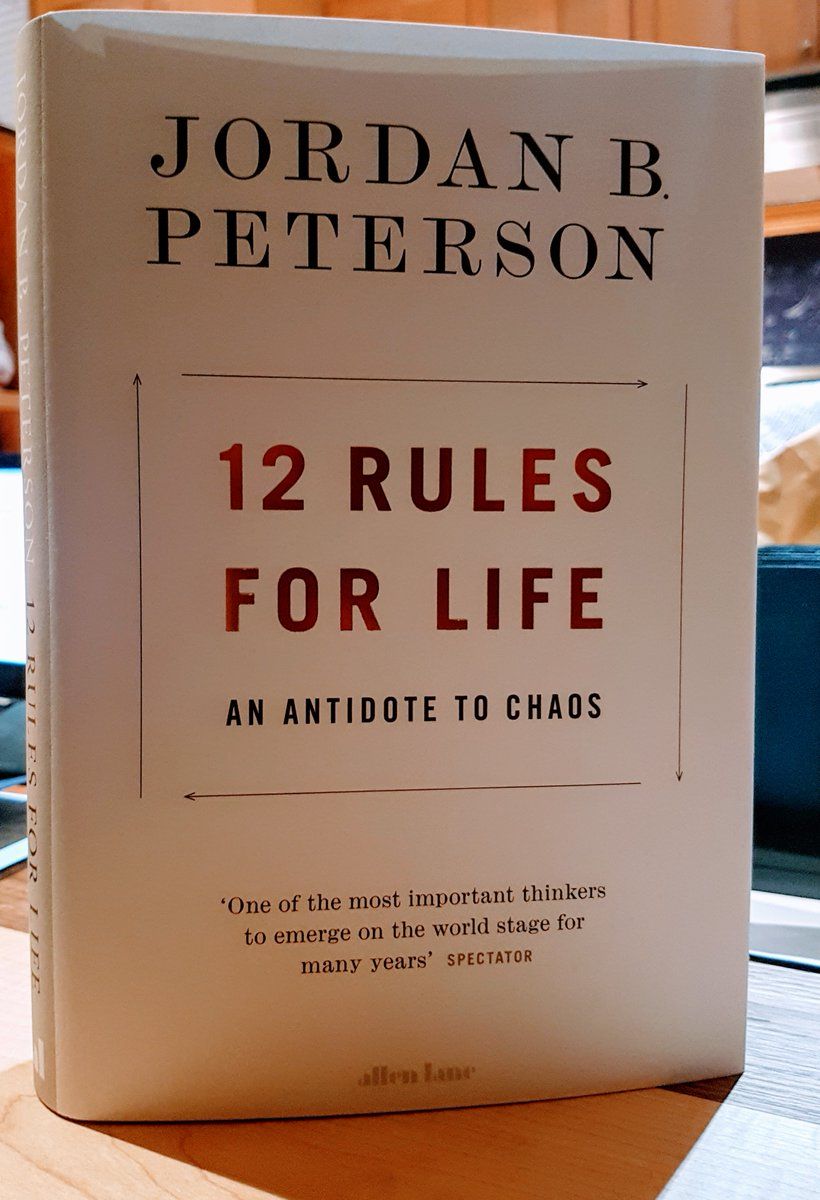 JORDAN B.
PETERSON
12 RULES
FOR LIFE
AN ANTIDOTE TO CHAOS
‘One of the most important thinkers
to emerge on the world stage for
many years’ SPECTATOR
allen lane
JORDAN B. PETERSON 12 RULES FOR LIFE